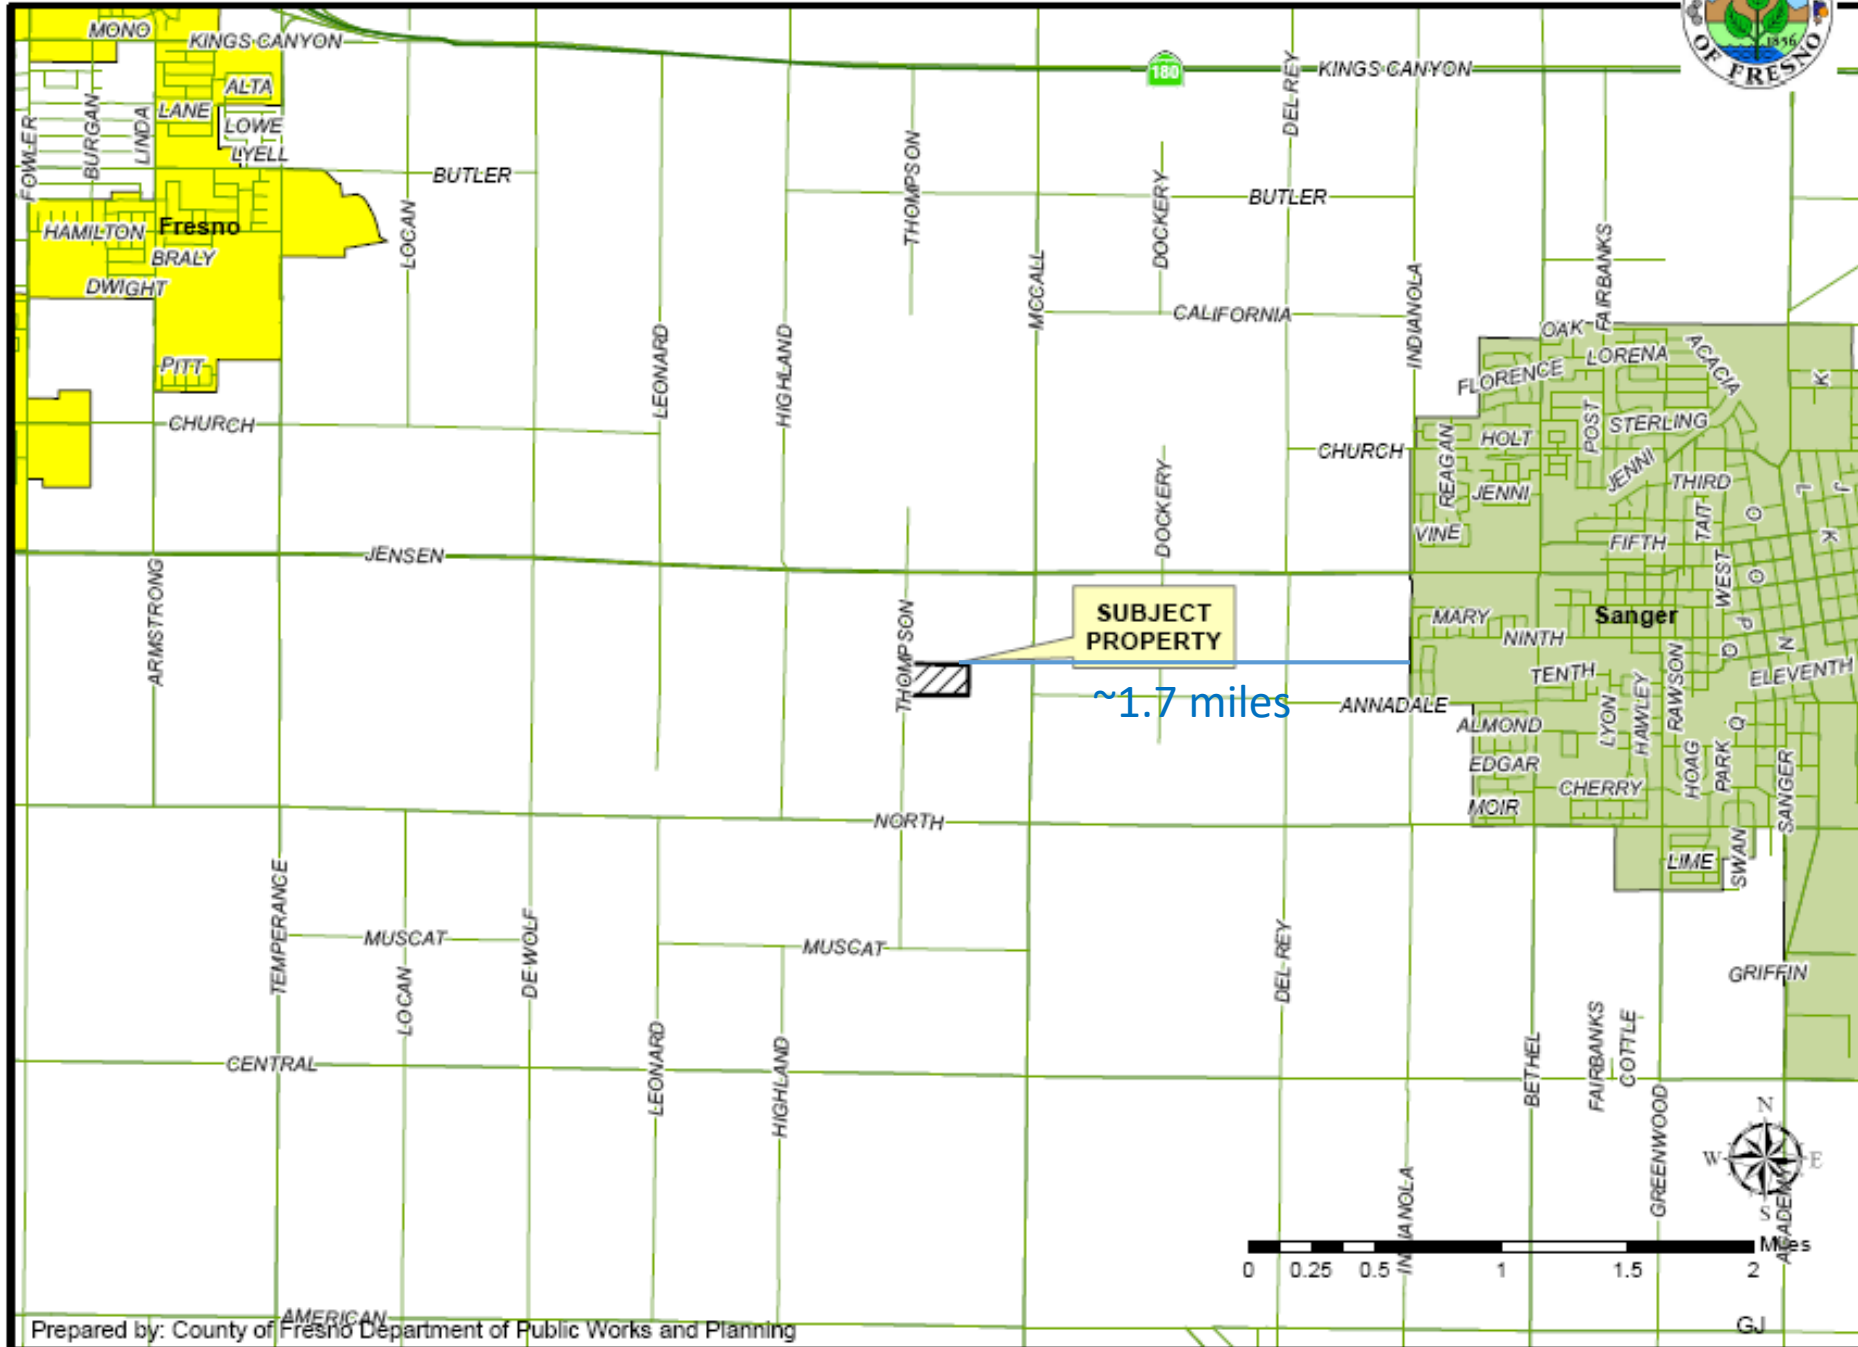 MONO
KINGS CANYON
ALTA
LANE
LOWE
LYELL
FOWLER
BURGAN
LINDA
BUTLER
HAMILTON
Fresno
BRALY
DWIGHT
PITT
CHURCH
LOCAN
LEONARD
HIGHLAND
THOMPSON
180
DEL REY
KINGS CANYON
1856
OF FRESNO
DOCKERY
BUTLER
MCCALL
CALIFORNIA
INDIANOLA
FAIRBANKS
OAK
LORENA
ACACIA
FLORENCE
K
POST
STERLING
CHURCH
REAGAN
HOLT
JENNI
JENNI
THIRD
L
J
DOCKERY
VINE
FIFTH
TAIT
O
K
JENSEN
ARMSTRONG
THOMPSON
SUBJECT
PROPERTY
MARY
Sanger
WEST
O
P
NINTH
N
TENTH
RAWSON
Q
ELEVENTH
~1.7 miles
ANNADALE
ALMOND
LYON
HAWLEY
Q
EDGAR
HOAG
PARK
SANGER
CHERRY
MOIR
NORTH
LIME
SWAN
TEMPERANCE
MUSCAT
LOCAN
DEWOLF
MUSCAT
DEL REY
GRIFFIN
CENTRAL
LEONARD
HIGHLAND
BETHEL
FAIRBANKS
COTTLE
GREENWOOD
N
W
E
S
INDIANOLA
ACADEMY
Miles
0 0.25 0.5 1 1.5 2
AMERICAN
Prepared by: County of Fresno Department of Public Works and Planning
GJ